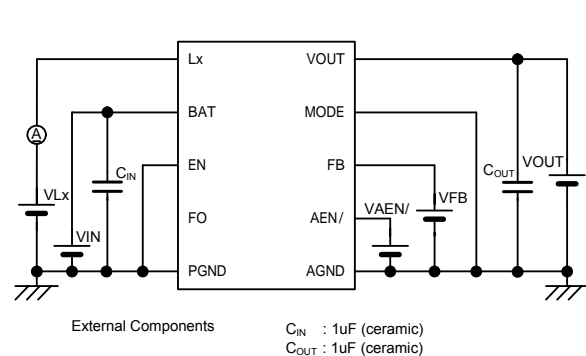 Lx VOUT
BAT MODE
EN FB
FO AEN/
PGND AGND
A
CIN
VLx
VIN
VAEN/
VFB
COUT
VOUT
External Components
CIN : 1uF (ceramic)
COUT : 1uF (ceramic)